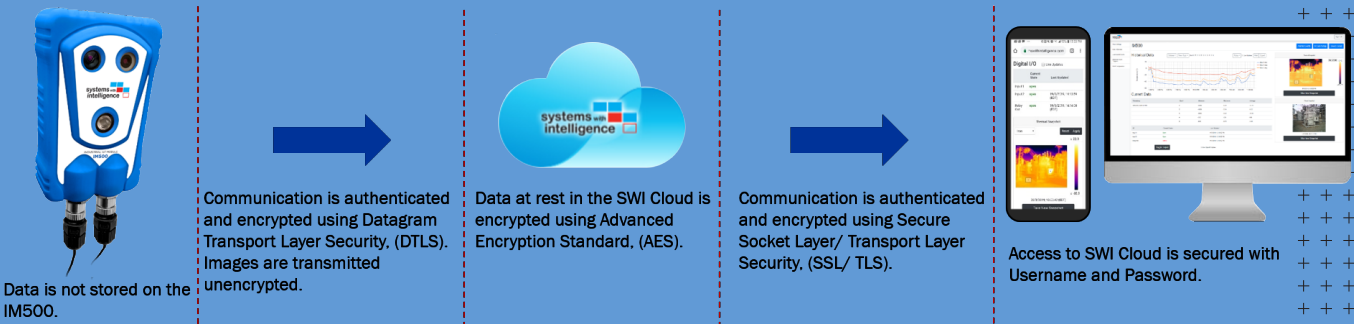 systems with
intelligence
IM500
Data is not stored on the
IM500.
Communication is authenticated
and encrypted using Datagram
Transport Layer Security, (DTLS).
Images are transmitted
unencrypted.
systems with
intelligence
Data at rest in the SWI Cloud is
encrypted using Advanced
Encryption Standard, (AES).
Communication is authenticated
and encrypted using Secure
Socket Layer/ Transport Layer
Security, (SSL/ TLS).
Digital I/O
Access to SWI Cloud is secured with
Username and Password.